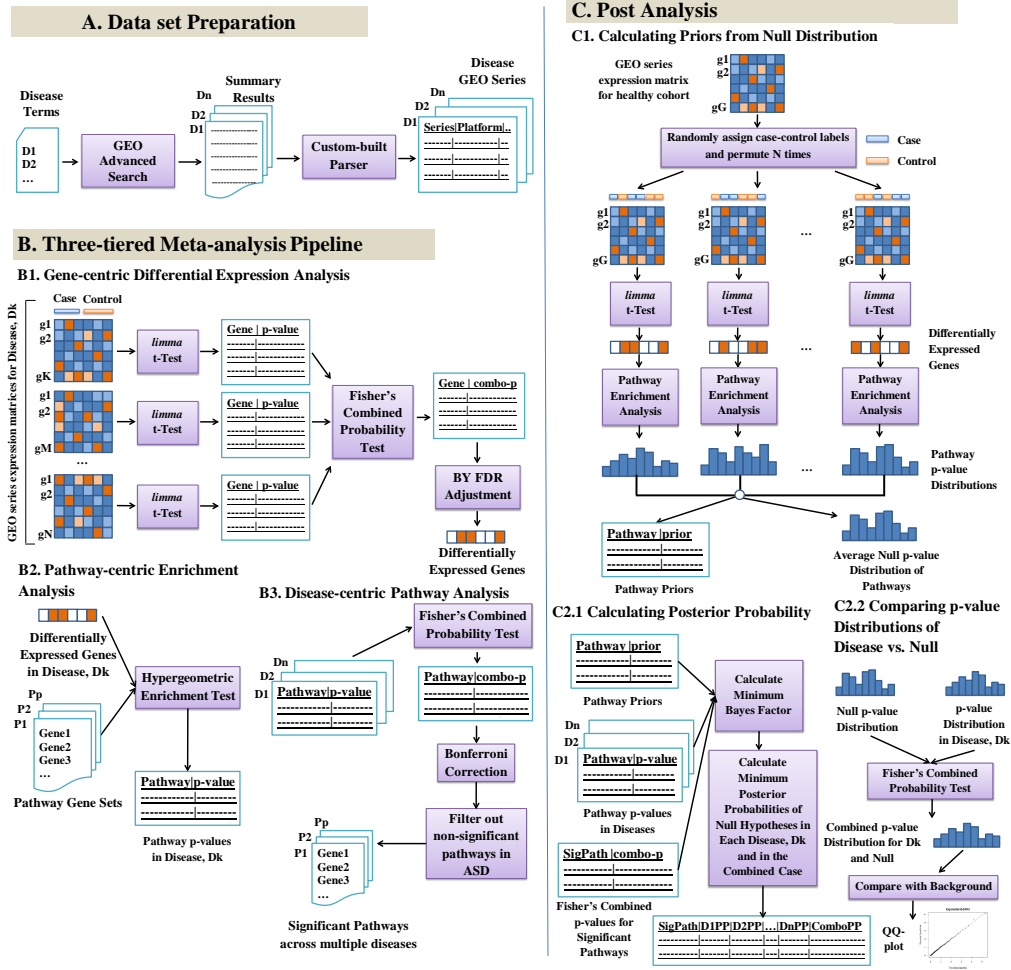 A. Data set Preparation
Disease
Terms
D1
D2
...
GEO
Advanced
Search
Summary
Results
Dn
D2
D1
Custom-built
Parser
Disease
GEO Series
Dn
D2
D1
Series|Platform|..
B. Three-tiered Meta-analysis Pipeline
B1. Gene-centric Differential Expression Analysis
GEO series expression matrices for Disease, Dk
Case Control
g1
g2
gK
g1
g2
gM
...
g1
g2
gN
limma
t-Test
limma
t-Test
limma
t-Test
Gene | p-value
Gene | p-value
Gene | p-value
Fisher's
Combined
Probability
Test
Gene | combo-p
BY FDR
Adjustment
Differentially
Expressed Genes
B2. Pathway-centric Enrichment
Analysis
Differentially
Expressed Genes
in Disease, Dk
Pp
P2
P1
Gene1
Gene2
Gene3
...
Pathway Gene Sets
Hypergeometric
Enrichment Test
Pathway|p-value
Pathway p-values
in Disease, Dk
B3. Disease-centric Pathway Analysis
Dn
D2
D1
Pathway|p-value
Fisher's Combined
Probability Test
Pathway|combo-p
Bonferroni
Correction
Filter out
non-significant
pathways in
ASD
Pp
P2
P1
Gene1
Gene2
Gene3
...
Significant Pathways
across multiple diseases
C. Post Analysis
C1. Calculating Priors from Null Distribution
GEO series
expression matrix
for healthy cohort
g1
g2
gG
Randomly assign case-control labels
and permute N times
Case
Control
g1
g2
gG
g1
g2
gG
...
g1
g2
gG
limma
t-Test
limma
t-Test
limma
t-Test
...
Differentially
Expressed
Genes
Pathway
Enrichment
Analysis
Pathway
Enrichment
Analysis
Pathway
Enrichment
Analysis
...
Pathway
p-value
Distributions
Pathway |prior
Pathway Priors
Average Null p-value
Distribution of
Pathways
C2.1 Calculating Posterior Probability
Pathway |prior
Pathway Priors
Dn
D2
D1
Pathway|p-value
Pathway p-values
in Diseases
SigPath |combo-p
Fisher's Combined
p-values for
Significant
Pathways
Calculate
Minimum
Bayes Factor
Calculate
Minimum
Posterior
Probabilities of
Null Hypotheses in
Each Disease, Dk
and in the
Combined Case
SigPath|D1PP|D2PP|...|DnPP|ComboPP
C2.2 Comparing p-value
Distributions of
Disease vs. Null
Null p-value
Distribution
p-value
Distribution
in Disease, Dk
Fisher's Combined
Probability Test
Combined p-value
Distribution for Dk
and Null
Compare with Background
QQ-
plot